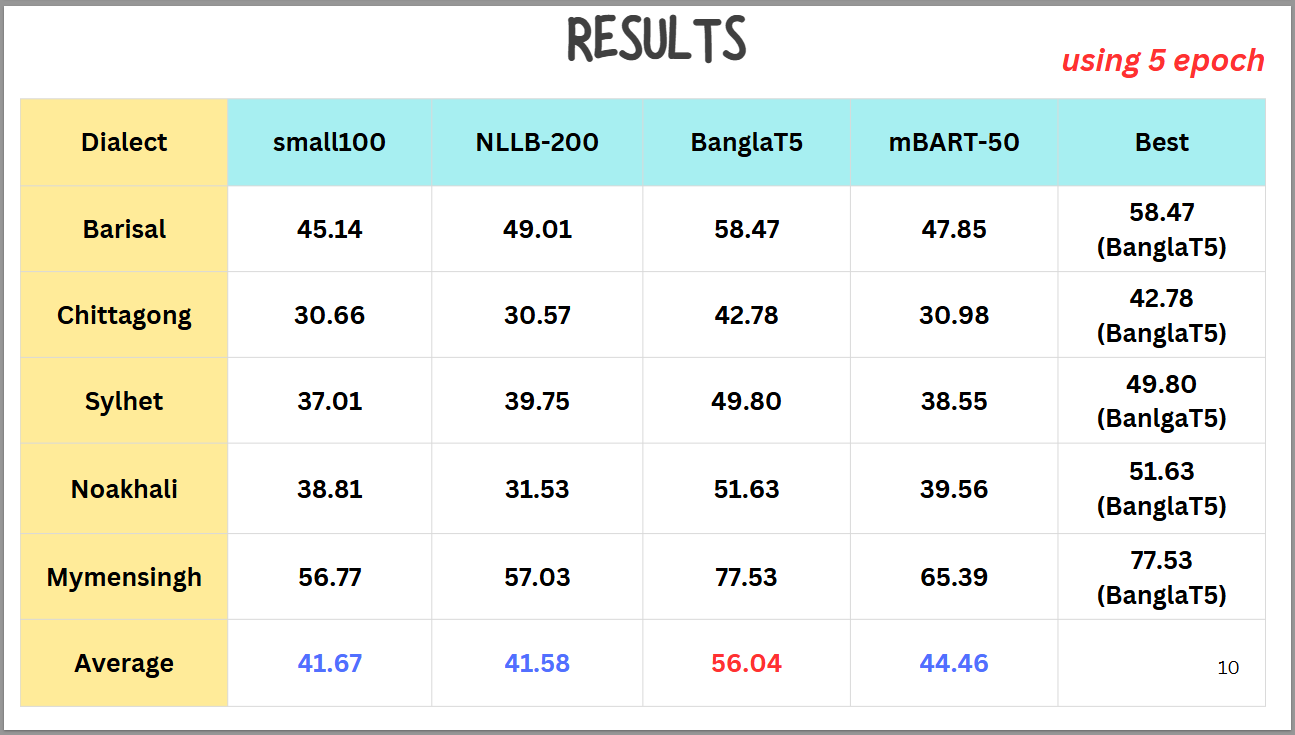 RESULTS
using 5 epoch
Dialect small100 NLLB-200 BanglaT5 mBART-50 Best
Barisal 45.14 49.01 58.47 47.85 58.47
(BanglaT5)
Chittagong 30.66 30.57 42.78 30.98 42.78
(BanglaT5)
Sylhet 37.01 39.75 49.80 38.55 49.80
(BanlgaT5)
Noakhali 38.81 31.53 51.63 39.56 51.63
(BanglaT5)
Mymensingh 56.77 57.03 77.53 65.39 77.53
(BanglaT5)
Average 41.67 41.58 56.04 44.46
10